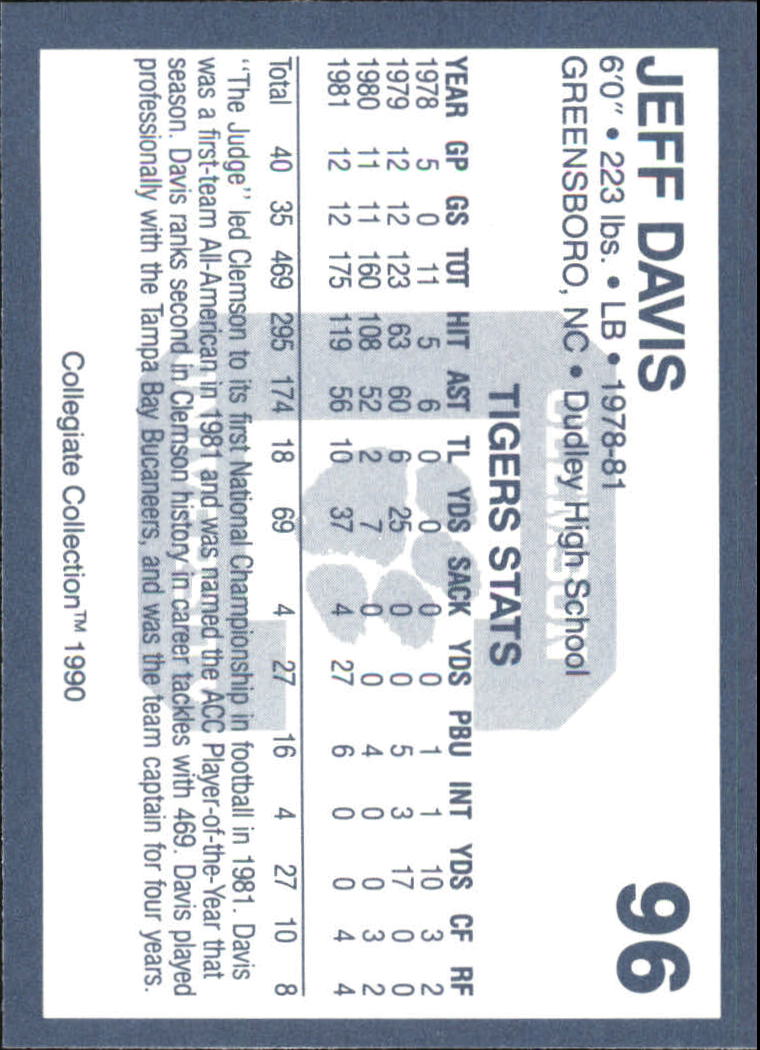 JEFF DAVIS 96
6'0" • 223 lbs. • LB • 1978-81
GREENSBORO, NC • Dudley High School
CLEMSON
TIGERS STATS
YEAR GP GS TOT HIT AST TL YDS SACK YDS PBU INT YDS CF RF
1978 5 0 11 5 6 0 0 0 0 1 1 10 3 2
1979 12 12 123 63 60 6 25 0 0 5 3 17 0 0
1980 11 11 160 108 52 2 7 0 0 4 0 0 3 2
1981 12 12 175 119 56 10 37 4 27 6 0 0 4 4
Total 40 35 469 295 174 18 69 4 27 16 4 27 10 8
"The Judge" led Clemson to its first National Championship in football in 1981. Davis
was a first-team All-American in 1981 and was named the ACC Player-of-the-Year that
season. Davis ranks second in Clemson history in career tackles with 469. Davis played
professionally with the Tampa Bay Bucaneers, and was the team captain for four years.
Collegiate Collection™ 1990